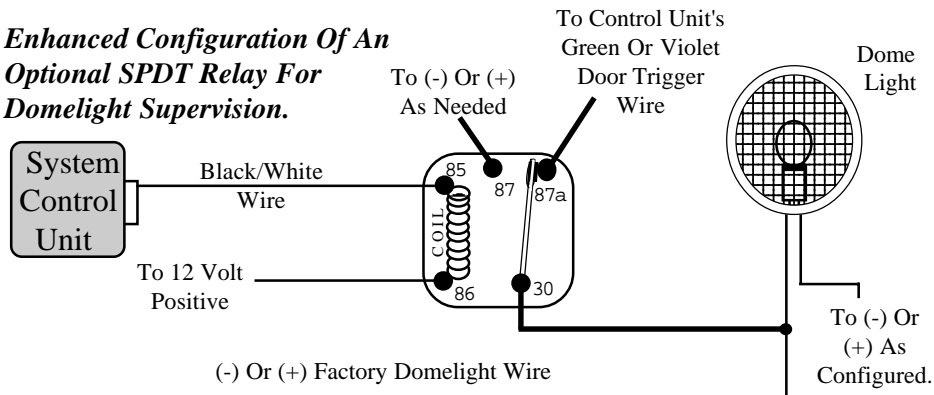 Enhanced Configuration Of An
Optional SPDT Relay For
Domelight Supervision.
To (-) Or (+)
As Needed
To Control Unit's
Green Or Violet
Door Trigger
Wire
Dome
Light
System
Control
Unit
Black/White
Wire
85
87
87a
COIL
86
30
To 12 Volt
Positive
(-) Or (+) Factory Domelight Wire
To (-) Or
(+) As
Configured.